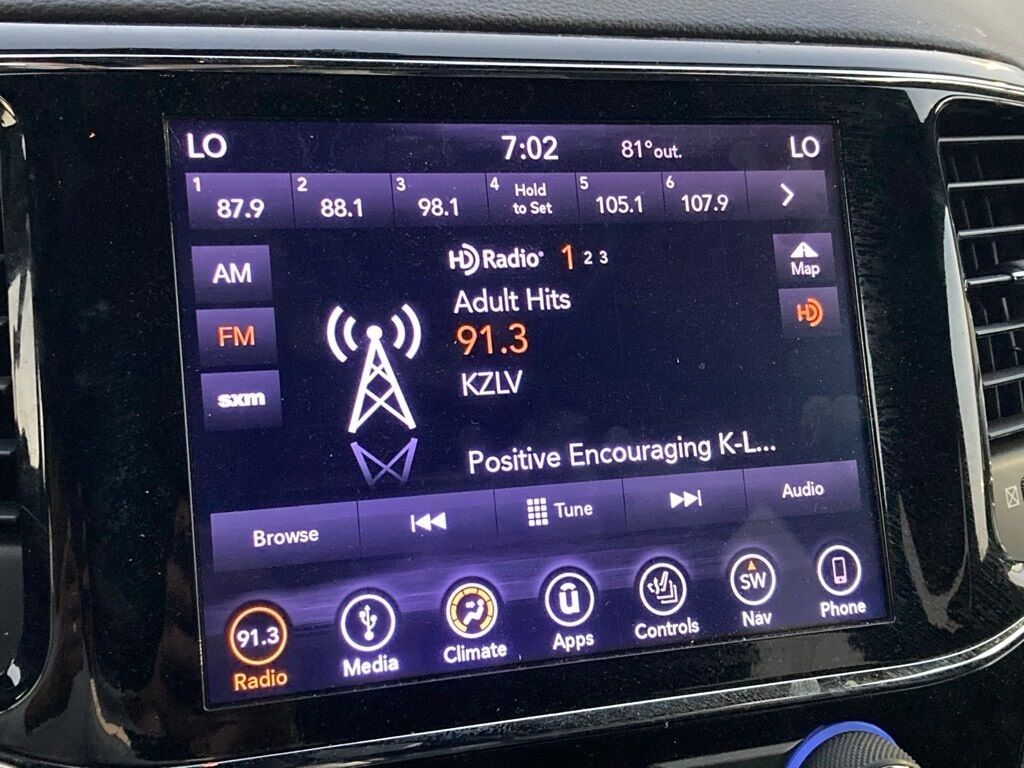 LO 7:02 81° out. LO
1 87.9 2 88.1 3 98.1 4 Hold to Set 5 105.1 6 107.9 >
AM
FM
sxm
HD Radio 1 2 3
Adult Hits
91.3
KZLV
Positive Encouraging K-L...
Map
HD
Browse Tune Audio
91.3 SW
Radio Media Climate Apps Controls Nav Phone